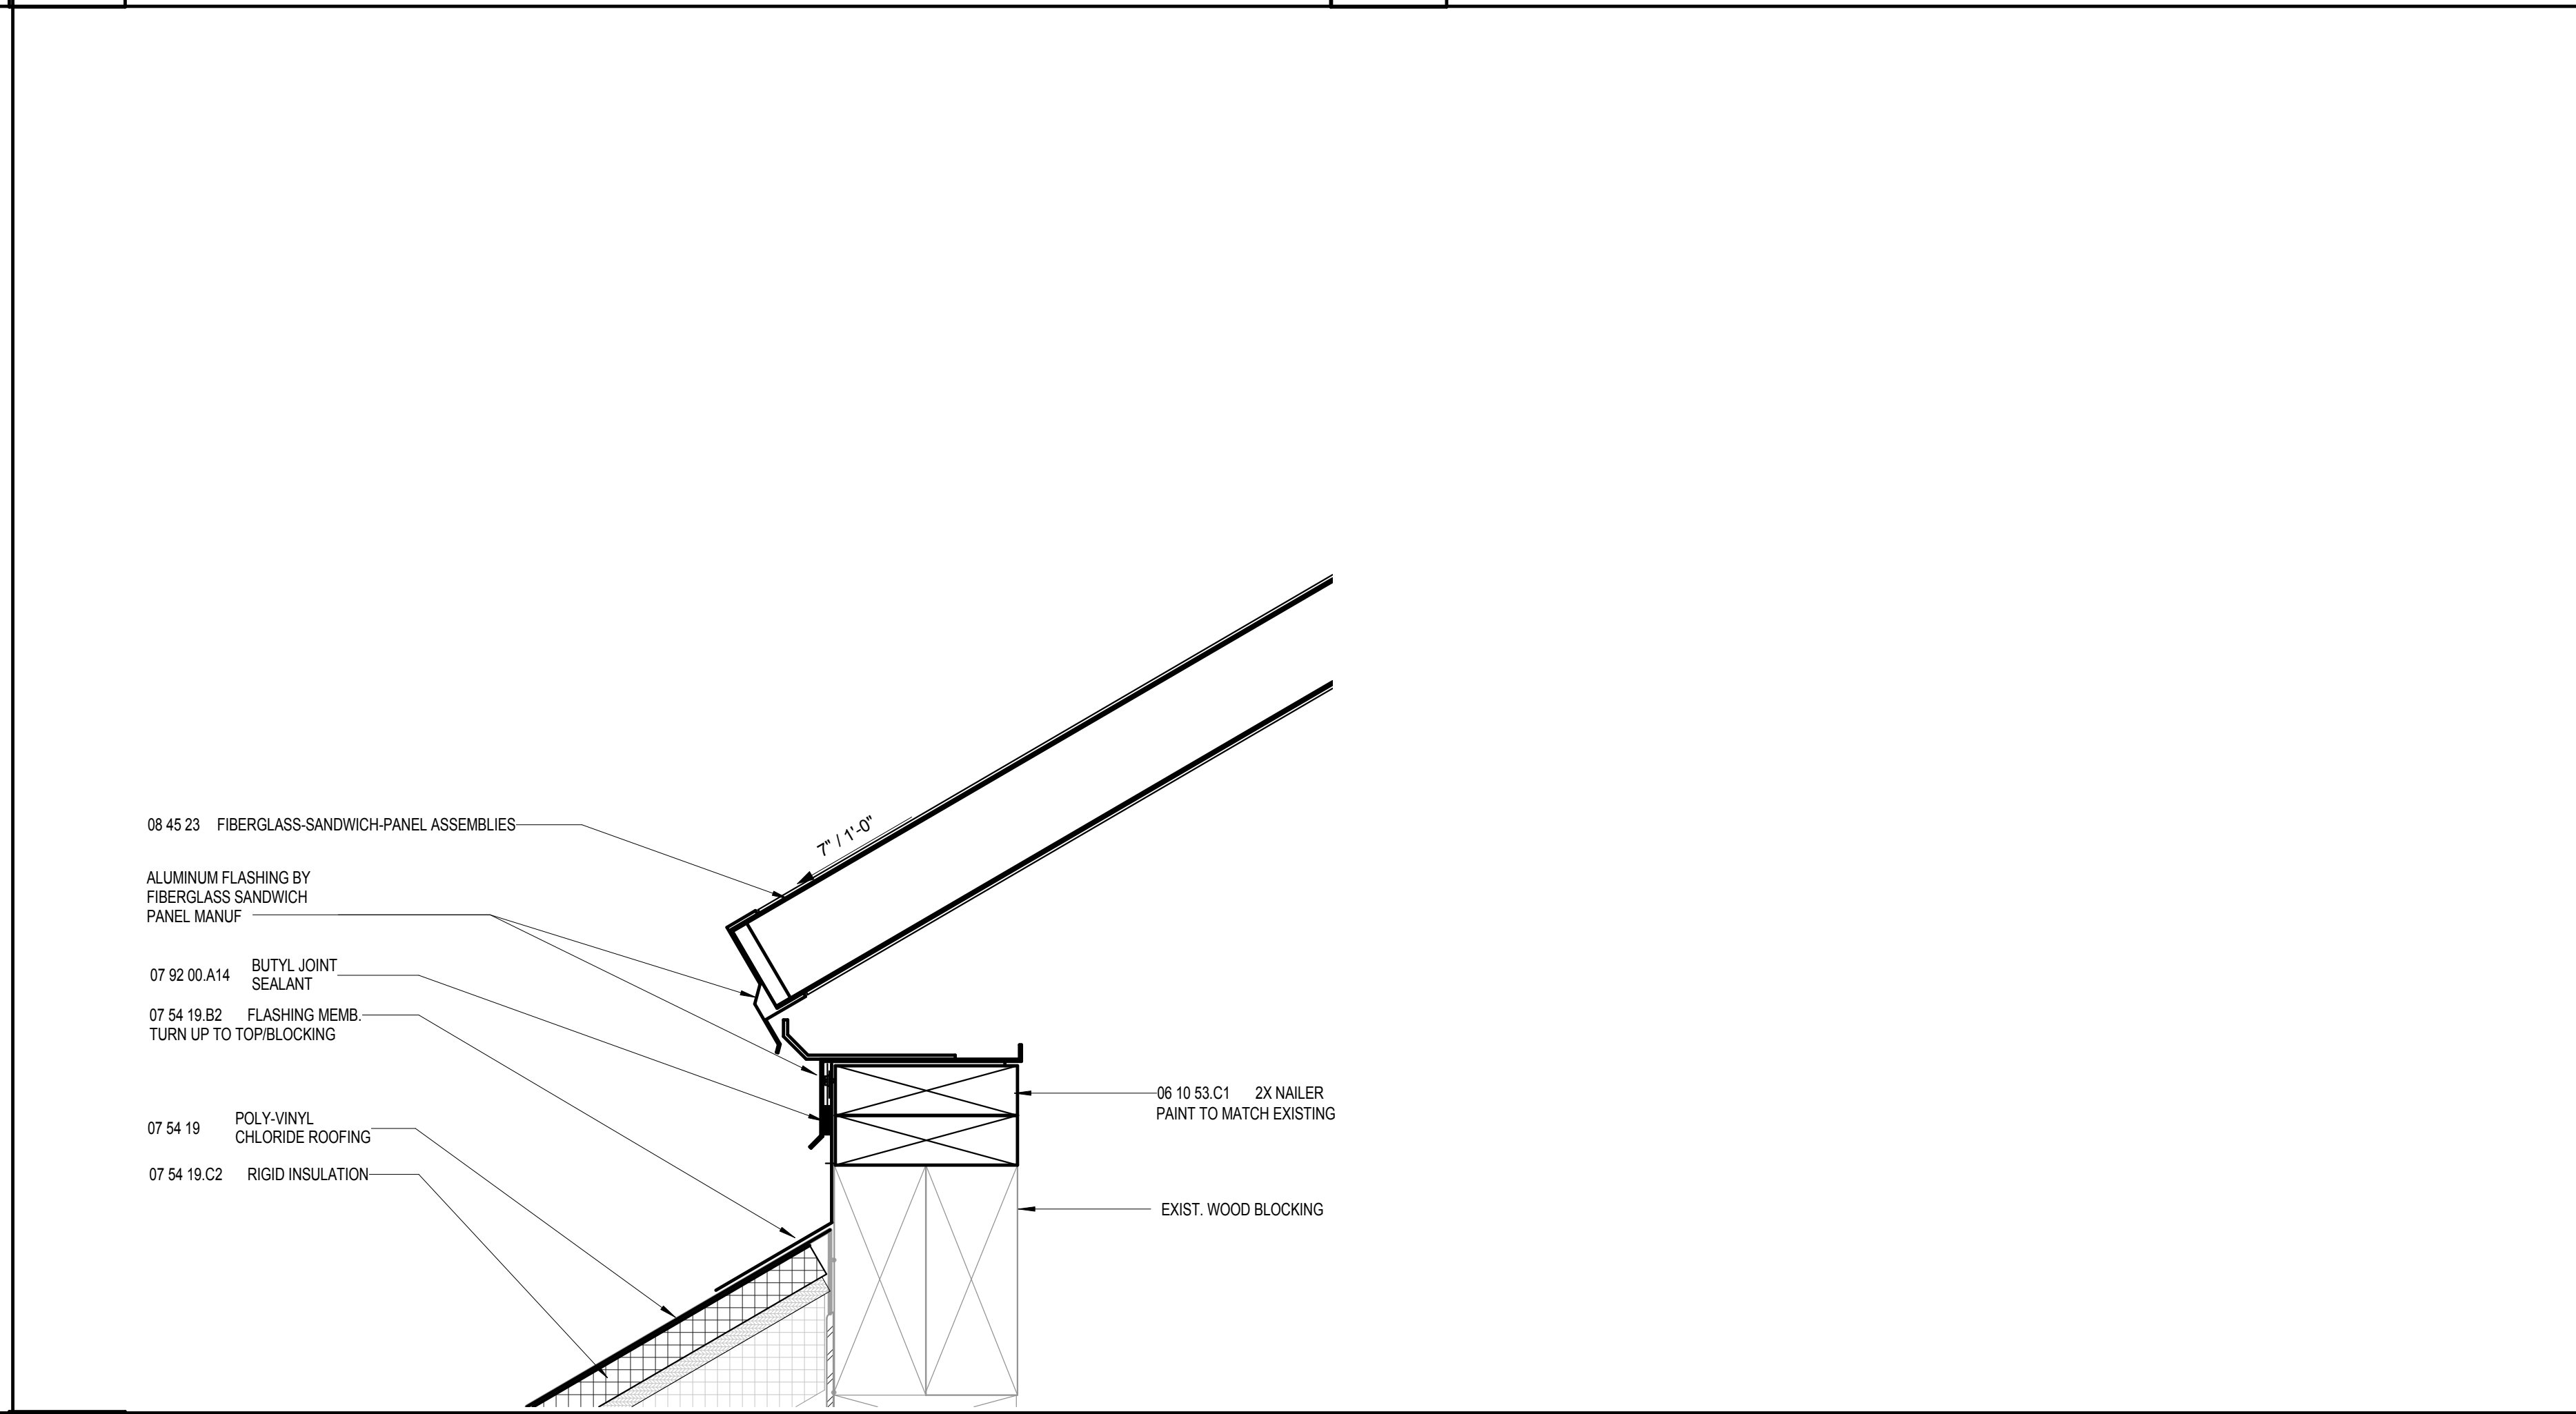 7" / 1'-0"
08 45 23 FIBERGLASS-SANDWICH-PANEL ASSEMBLIES
ALUMINUM FLASHING BY
FIBERGLASS SANDWICH
PANEL MANUF
07 92 00.A14 BUTYL JOINT
SEALANT
07 54 19.B2 FLASHING MEMB.
TURN UP TO TOP/BLOCKING
07 54 19 POLY-VINYL
CHLORIDE ROOFING
07 54 19.C2 RIGID INSULATION
06 10 53.C1 2X NAILER
PAINT TO MATCH EXISTING
EXIST. WOOD BLOCKING